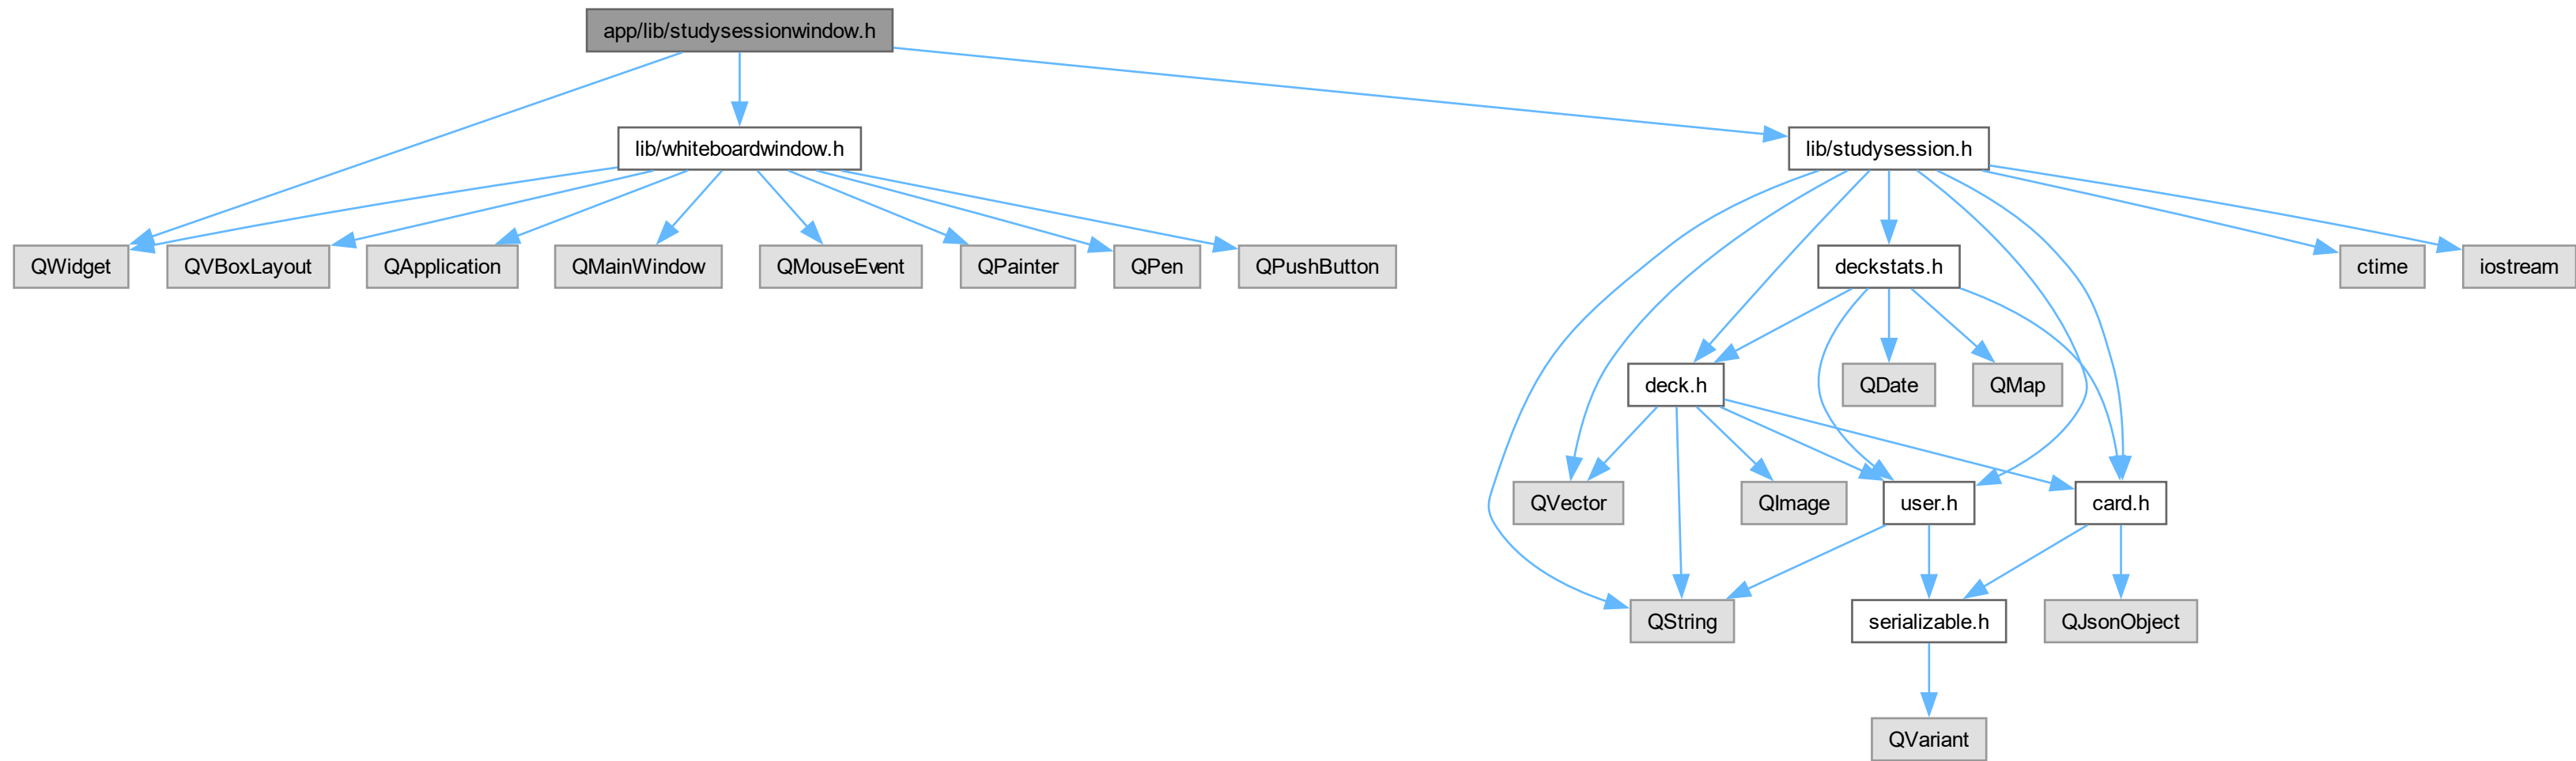 app/lib/studysessionwindow.h
lib/whiteboardwindow.h
lib/studysession.h
QWidget
QVBoxLayout
QApplication
QMainWindow
QMouseEvent
QPainter
QPen
QPushButton
deckstats.h
ctime
iostream
deck.h
QDate
QMap
QVector
QImage
user.h
card.h
QString
serializable.h
QJsonObject
QVariant